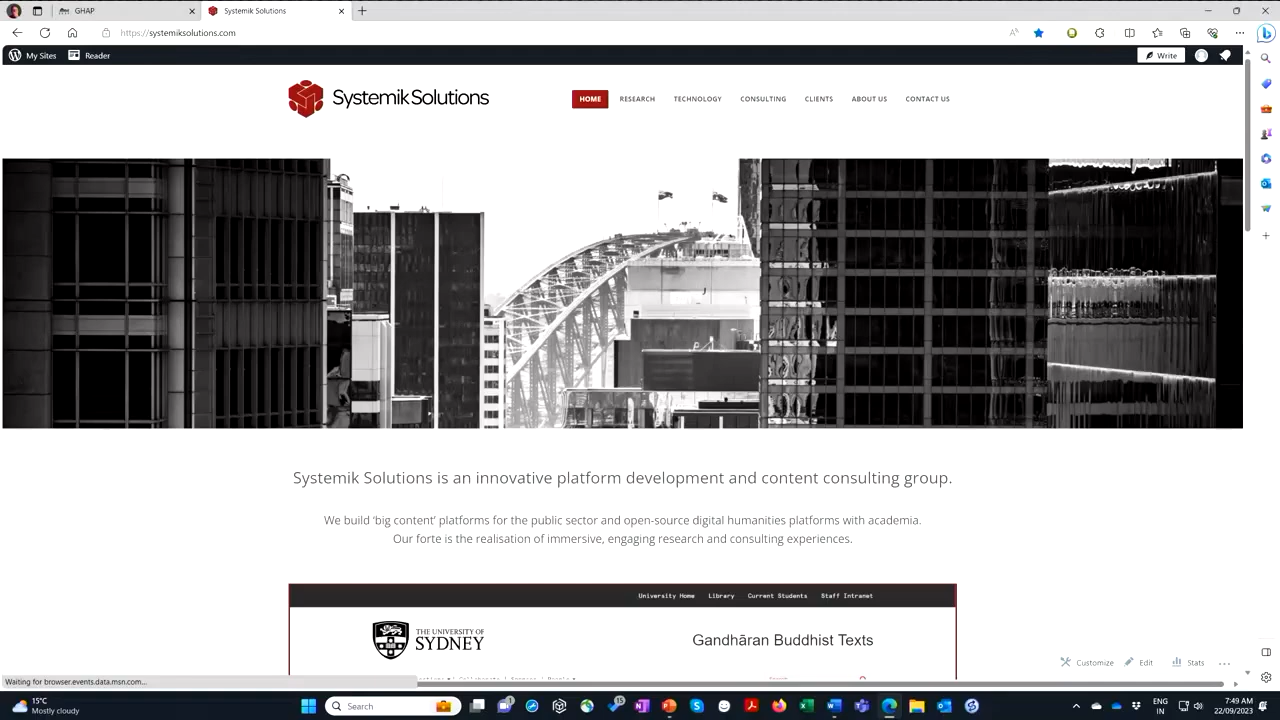 GHAP
Systemik Solutions
https://systemiksolutions.com
My Sites
Reader
Write
Systemik Solutions
HOME
RESEARCH
TECHNOLOGY
CONSULTING
CLIENTS
ABOUT US
CONTACT US
Systemik Solutions is an innovative platform development and content consulting group.
We build ‘big content’ platforms for the public sector and open-source digital humanities platforms with academia.
Our forte is the realisation of immersive, engaging research and consulting experiences.
University Home
Library
Current Students
Staff Intranet
THE UNIVERSITY OF
SYDNEY
Gandhāran Buddhist Texts
Customize
Edit
Stats
Waiting for browser.events.data.msn.com...
15°C
Mostly cloudy
Search
1
15
ENG
IN
7:49 AM
22/09/2023